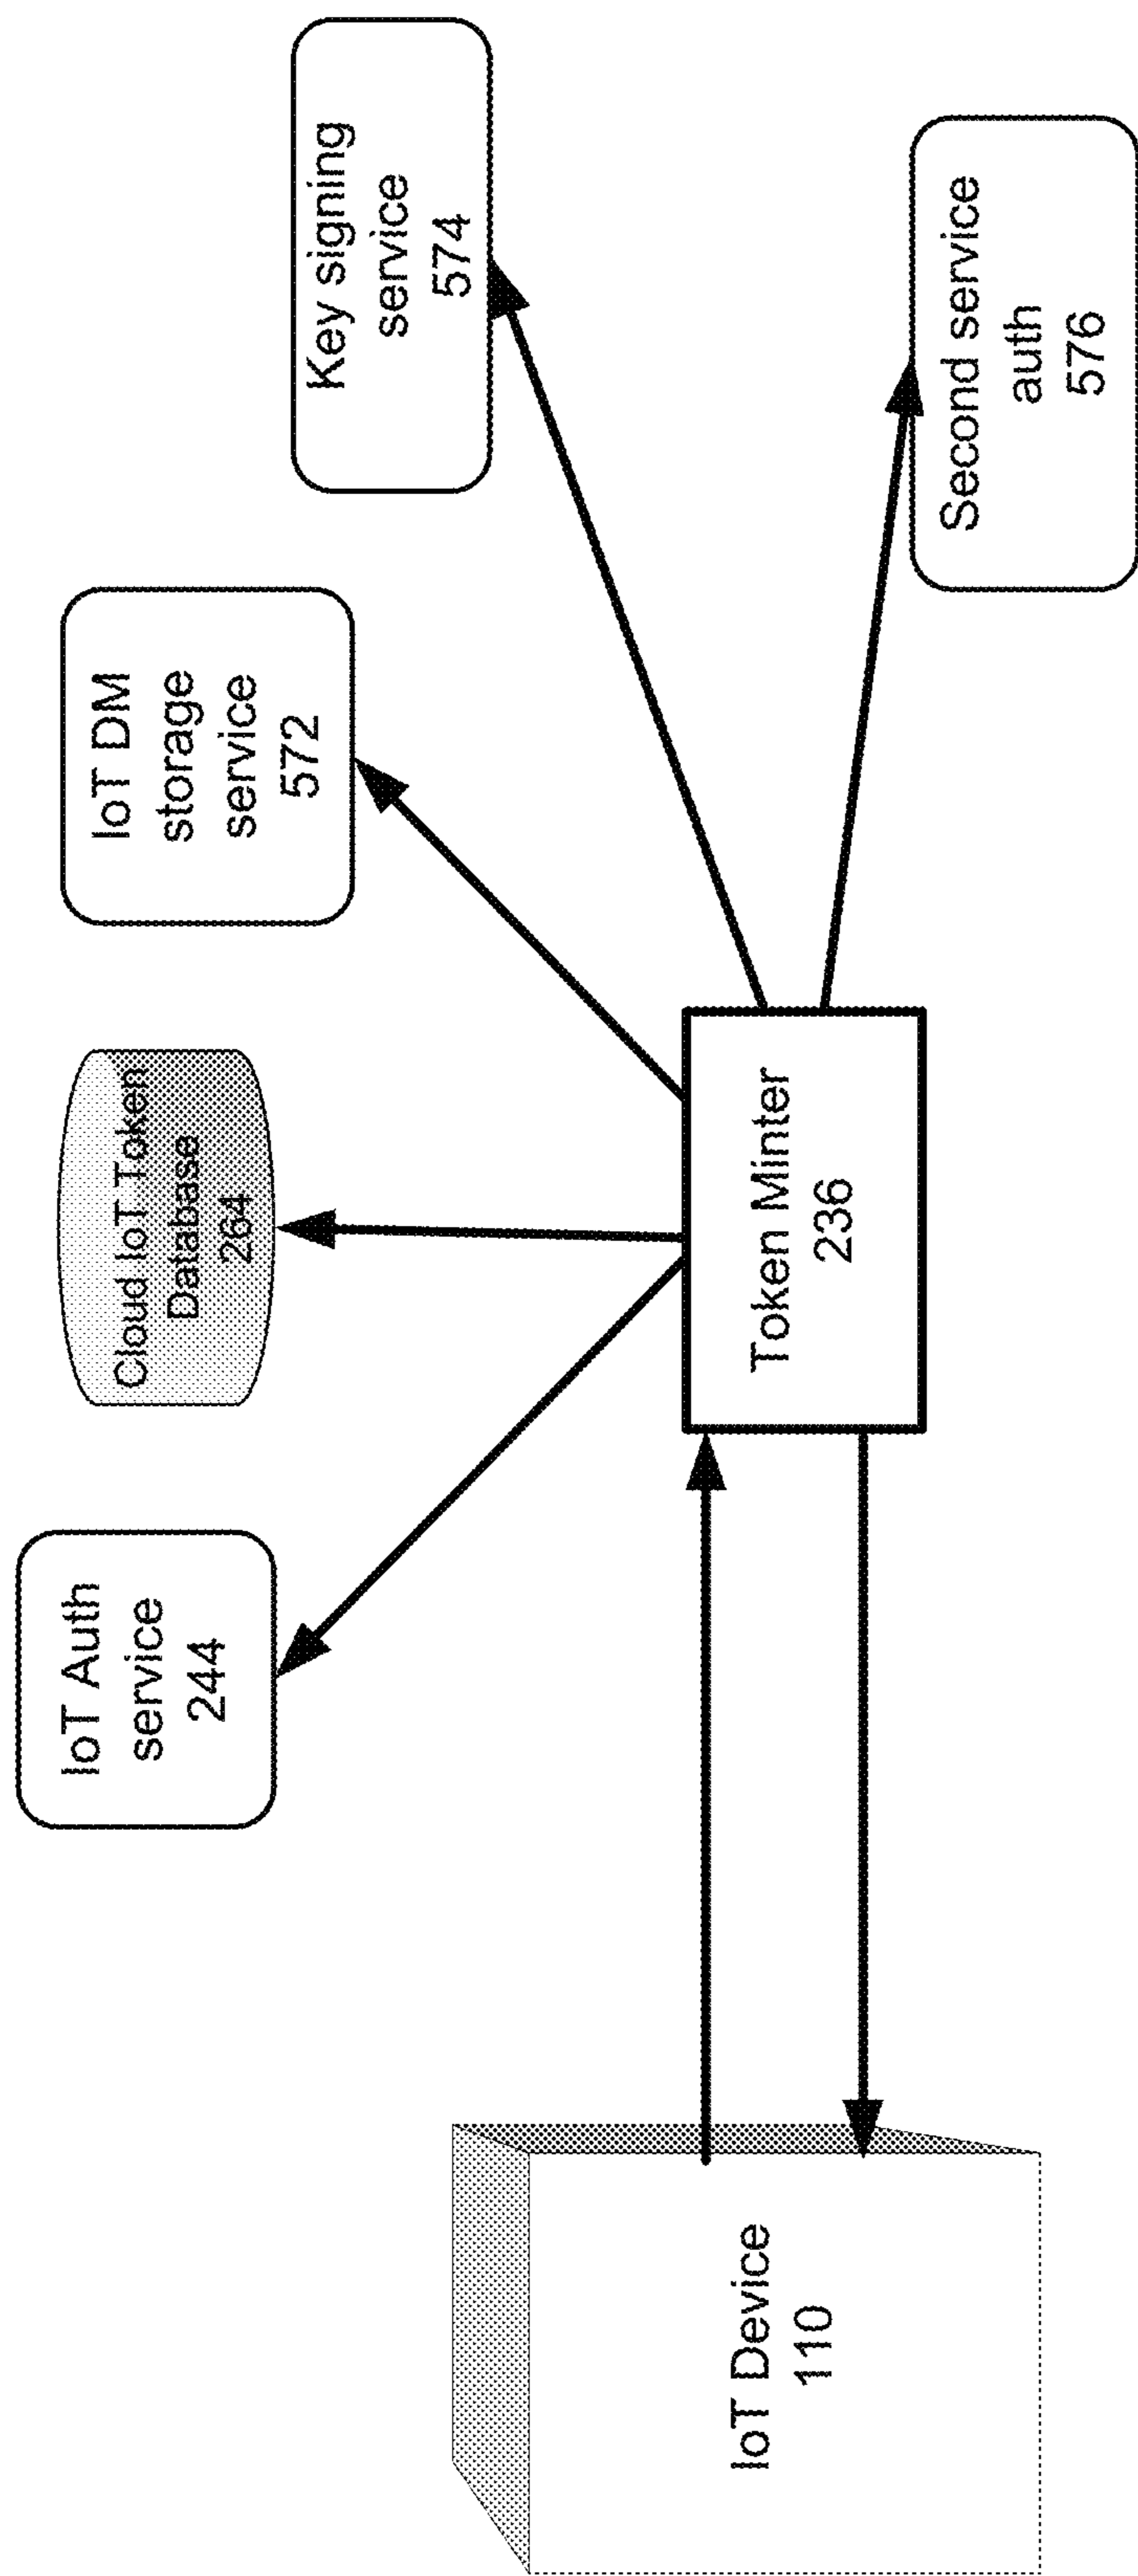 IoT Auth
service
244
Cloud IoT Token
Database
264
IoT DM
storage
service
572
Key signing
service
574
IoT Device
110
Token Minter
236
Second service
auth
576